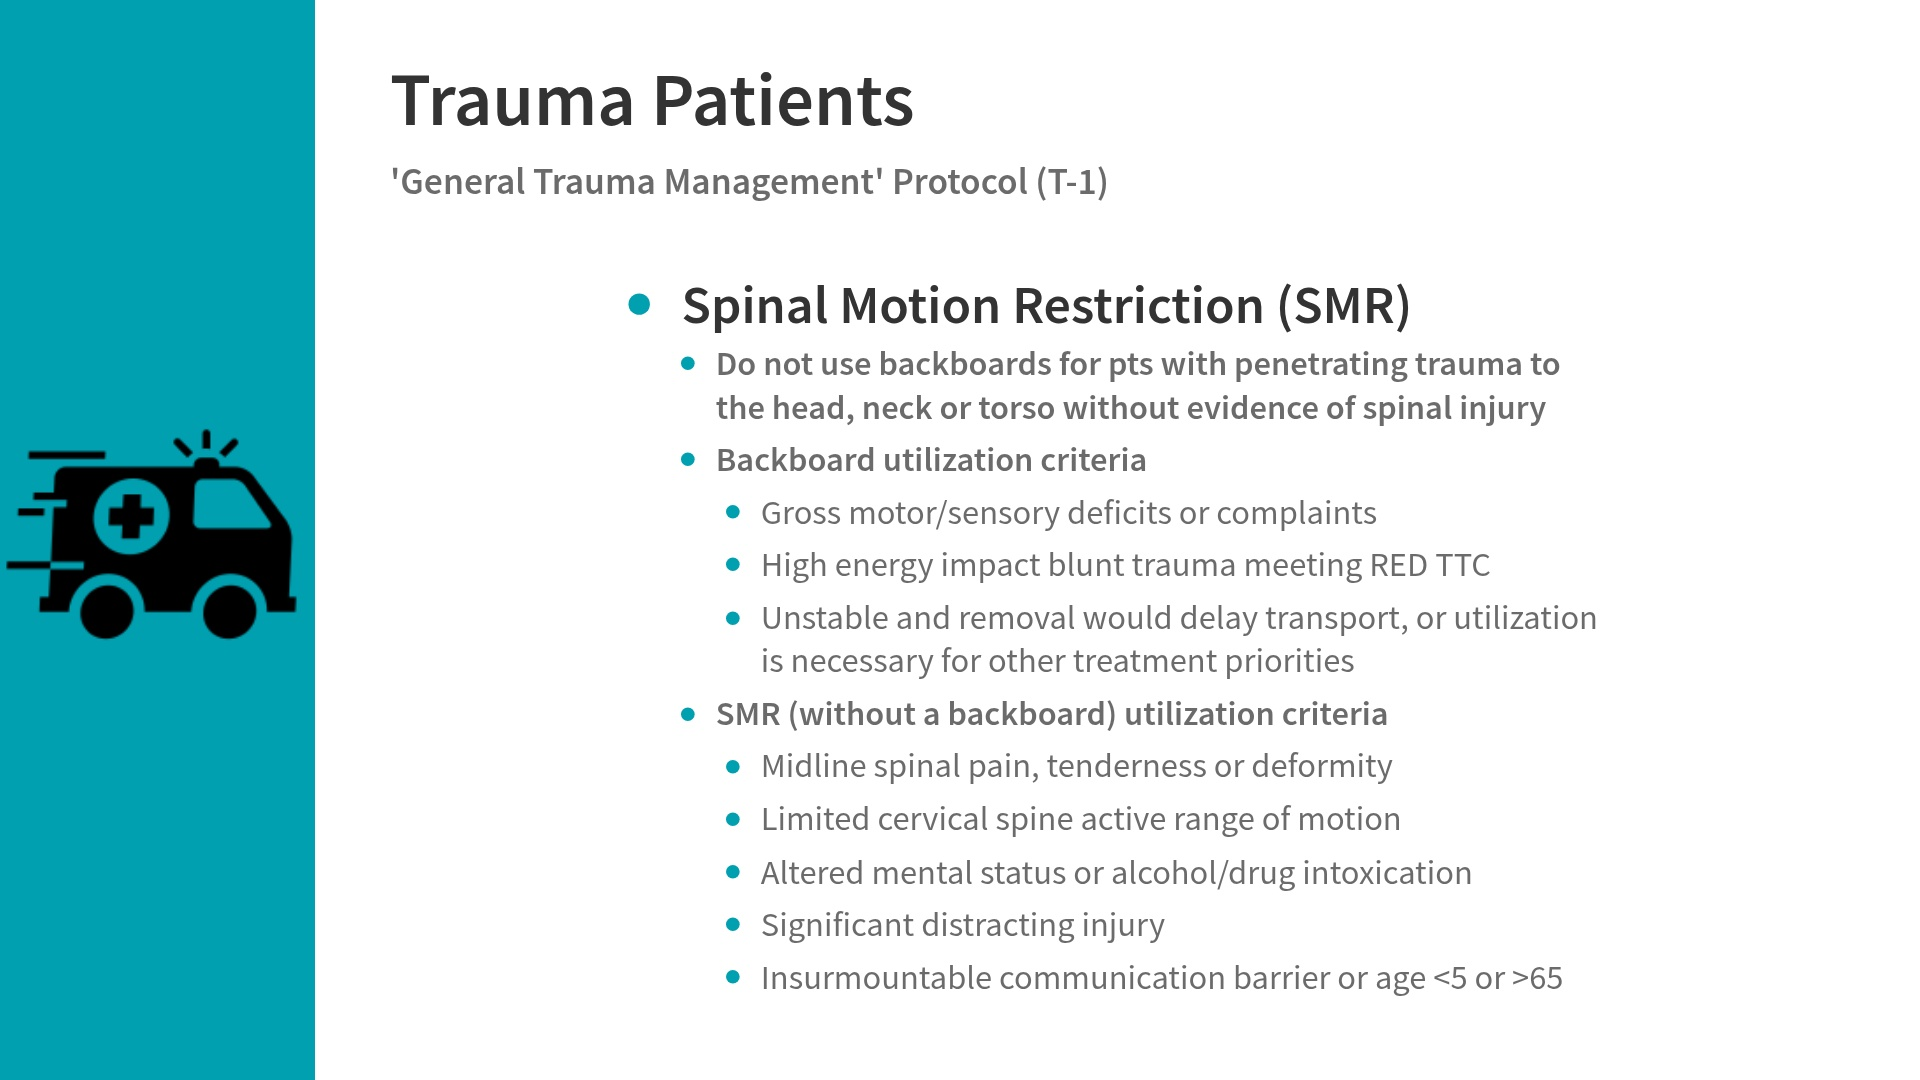 Trauma Patients
'General Trauma Management' Protocol (T-1)
Spinal Motion Restriction (SMR)
Do not use backboards for pts with penetrating trauma to
the head, neck or torso without evidence of spinal injury
Backboard utilization criteria
Gross motor/sensory deficits or complaints
High energy impact blunt trauma meeting RED TTC
Unstable and removal would delay transport, or utilization
is necessary for other treatment priorities
SMR (without a backboard) utilization criteria
Midline spinal pain, tenderness or deformity
Limited cervical spine active range of motion
Altered mental status or alcohol/drug intoxication
Significant distracting injury
Insurmountable communication barrier or age <5 or >65